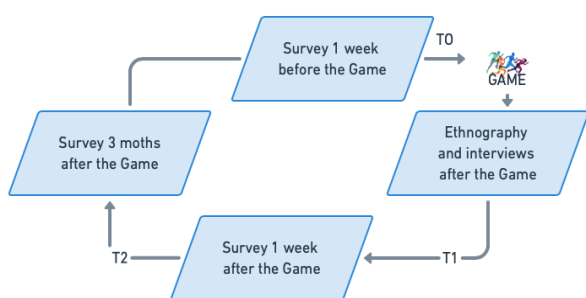 Survey 1 week
before the Game
T0
GAME
Ethnography
and interviews
after the Game
T1
Survey 1 week
after the Game
T2
Survey 3 moths
after the Game